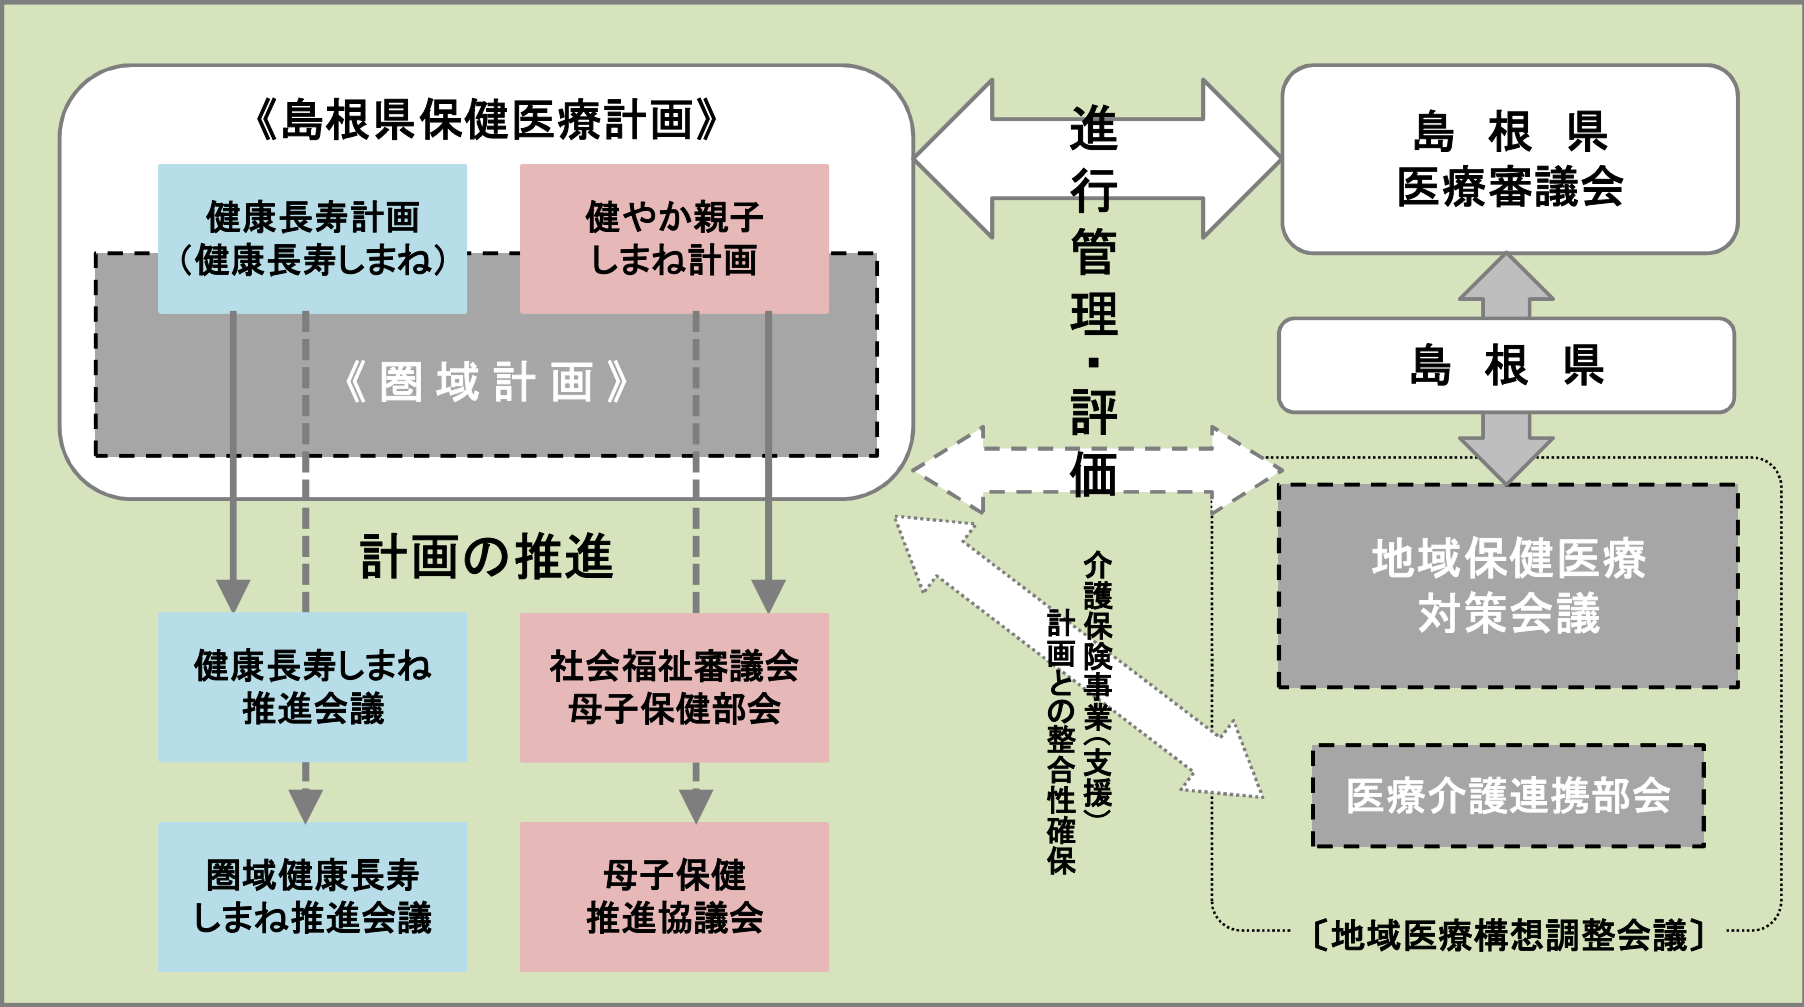 《島根県保健医療計画》
健康長寿計画
（健康長寿しまね）
健やか親子
しまね計画
《圏域計画》
計画の推進
健康長寿しまね
推進会議
社会福祉審議会
母子保健部会
圏域健康長寿
しまね推進会議
母子保健
推進協議会
進行管理・評価
介護保険事業（支援）
計画との整合性確保
島根県
医療審議会
島根県
地域保健医療
対策会議
医療介護連携部会
〔地域医療構想調整会議〕